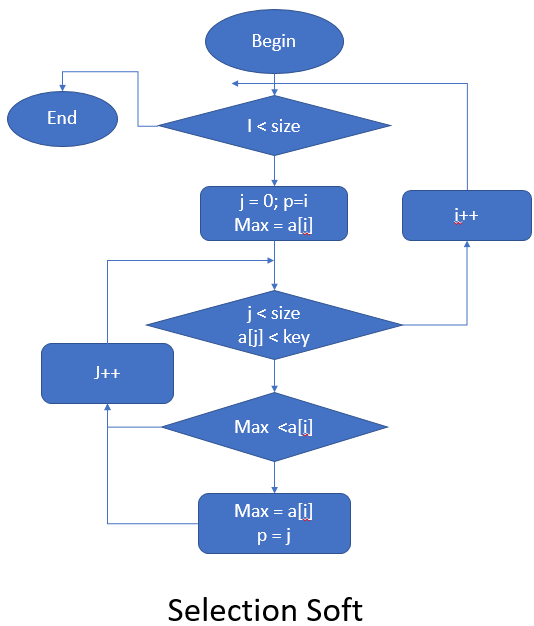 Begin
End
I < size
j = 0; p=i
Max = a[i]
i++
j < size
a[j] < key
J++
Max <a[i]
Max = a[i]
p = j
Selection Soft